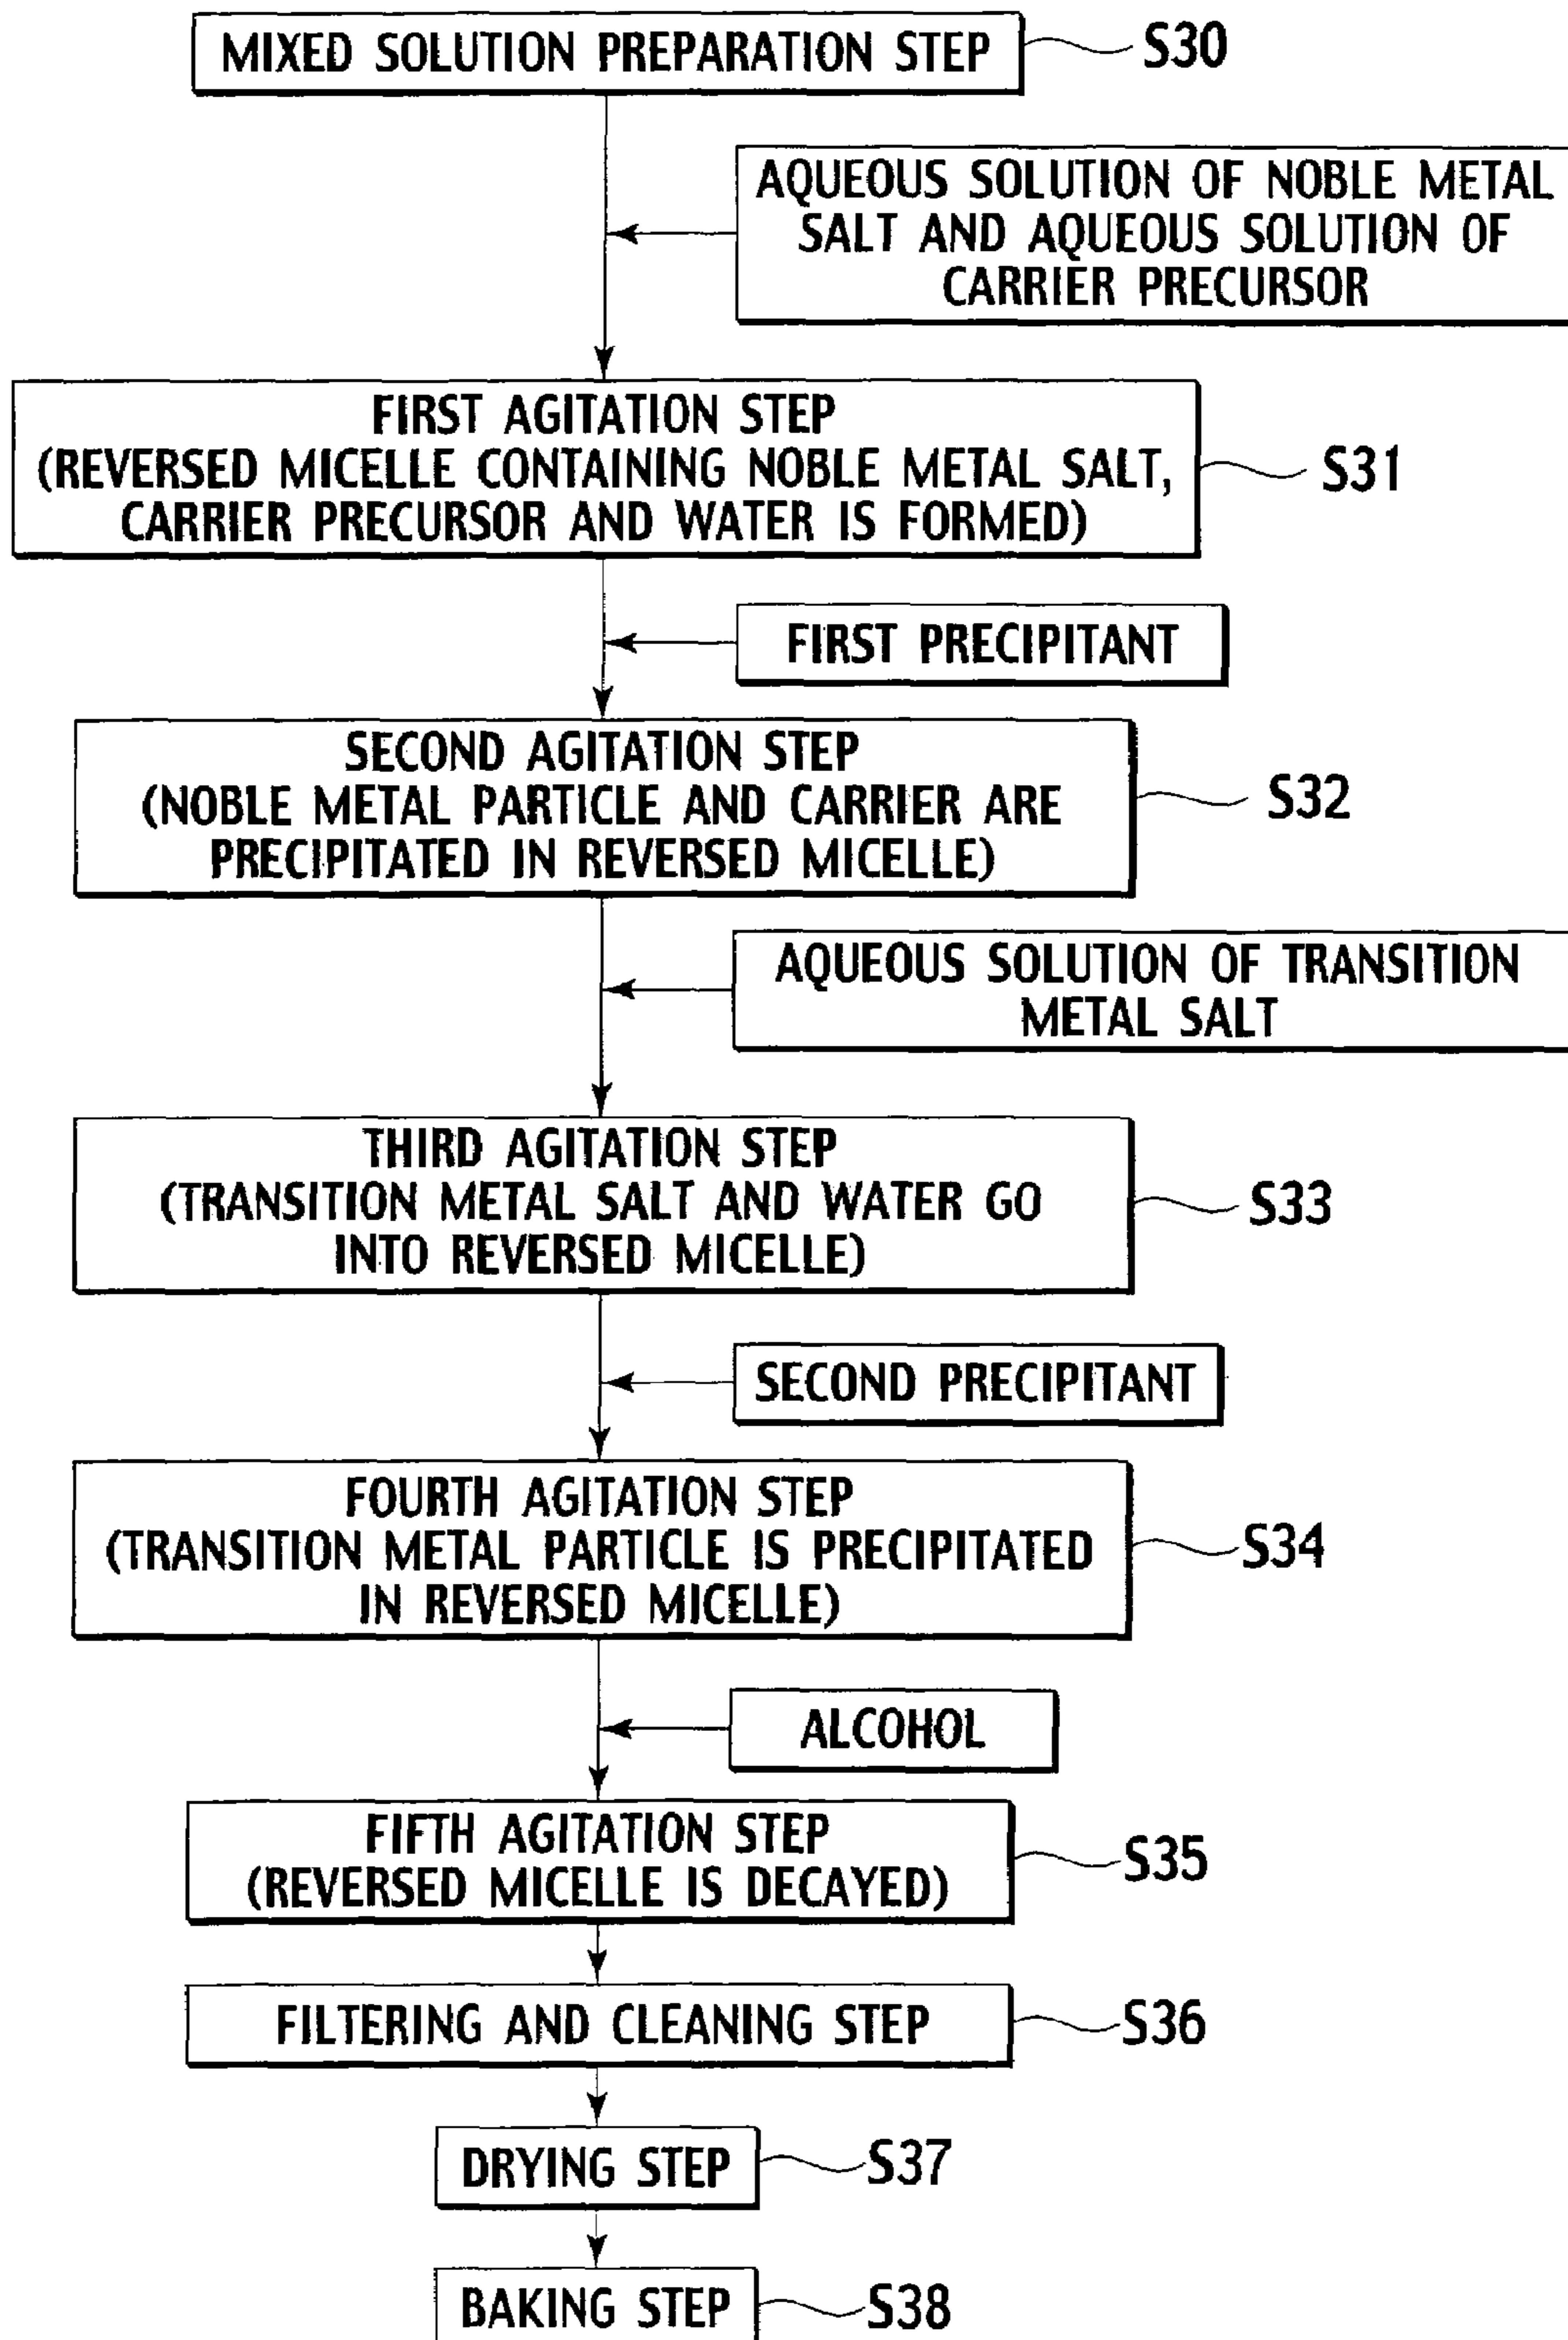 MIXED SOLUTION PREPARATION STEP
S30
AQUEOUS SOLUTION OF NOBLE METAL
SALT AND AQUEOUS SOLUTION OF
CARRIER PRECURSOR
FIRST AGITATION STEP
(REVERSED MICELLE CONTAINING NOBLE METAL SALT,
CARRIER PRECURSOR AND WATER IS FORMED)
S31
FIRST PRECIPITANT
SECOND AGITATION STEP
(NOBLE METAL PARTICLE AND CARRIER ARE
PRECIPITATED IN REVERSED MICELLE)
S32
AQUEOUS SOLUTION OF TRANSITION
METAL SALT
THIRD AGITATION STEP
(TRANSITION METAL SALT AND WATER GO
INTO REVERSED MICELLE)
S33
SECOND PRECIPITANT
FOURTH AGITATION STEP
(TRANSITION METAL PARTICLE IS PRECIPITATED
IN REVERSED MICELLE)
S34
ALCOHOL
FIFTH AGITATION STEP
(REVERSED MICELLE IS DECAYED)
S35
FILTERING AND CLEANING STEP
S36
DRYING STEP
S37
BAKING STEP
S38